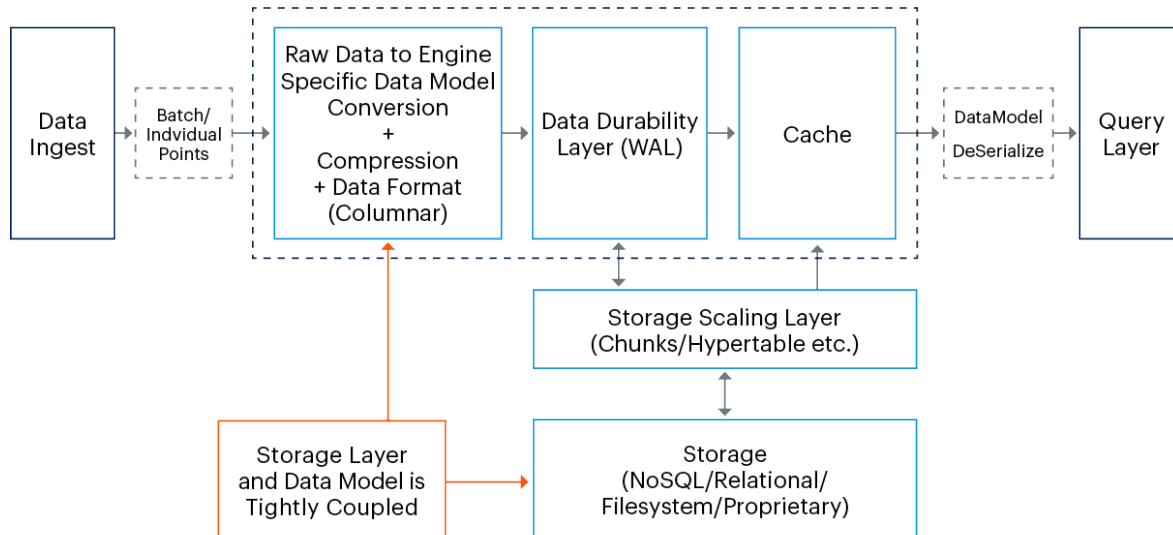 Data
Ingest
Batch/
Indvidual
Points
Raw Data to Engine
Specific Data Model
Conversion
+
Compression
+ Data Format
(Columnar)
Data Durability
Layer (WAL)
Cache
DataModel
DeSerialize
Query
Layer
Storage Scaling Layer
(Chunks/Hypertable etc.)
Storage Layer
and Data Model is
Tightly Coupled
Storage
(NoSQL/Relational/
Filesystem/Proprietary)